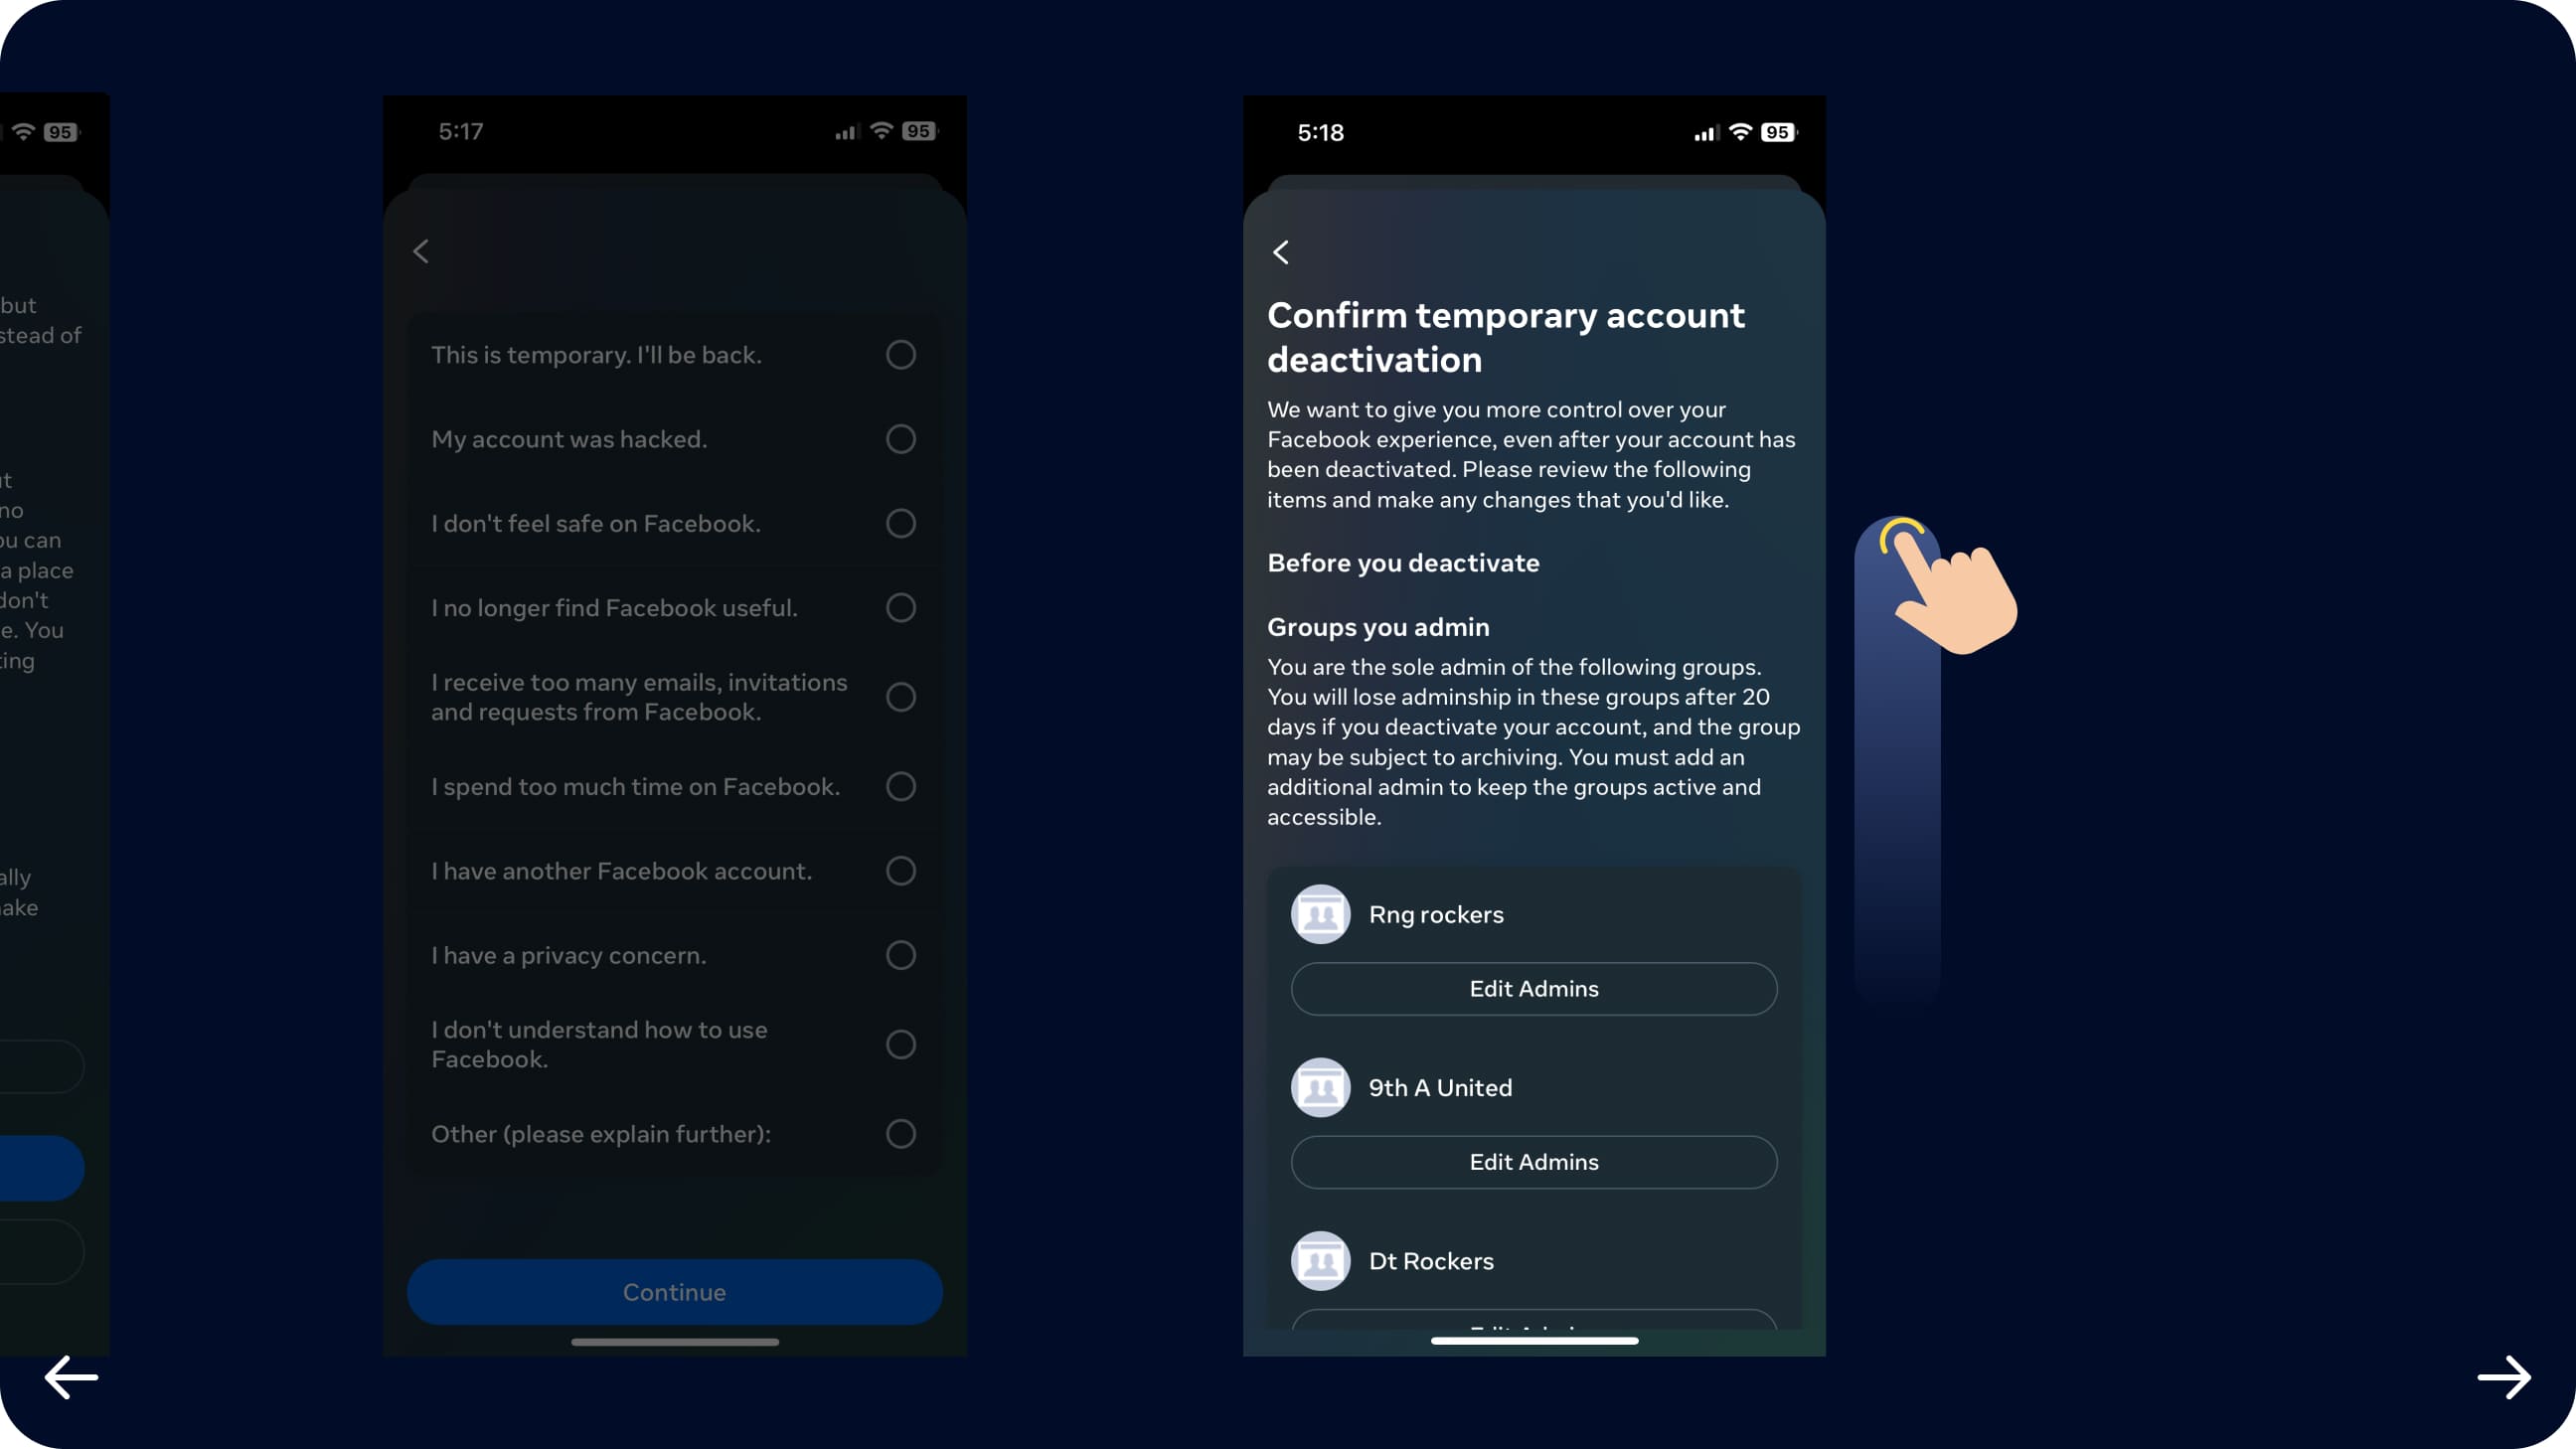 95
but
stead of
no
ou can
a place
don't
e. You
ting
ally
ake
5:17
95
This is temporary. I'll be back.
My account was hacked.
I don't feel safe on Facebook.
I no longer find Facebook useful.
I receive too many emails, invitations
and requests from Facebook.
I spend too much time on Facebook.
I have another Facebook account.
I have a privacy concern.
I don't understand how to use
Facebook.
Other (please explain further):
Continue
5:18
95
Confirm temporary account
deactivation
We want to give you more control over your
Facebook experience, even after your account has
been deactivated. Please review the following
items and make any changes that you'd like.
Before you deactivate
Groups you admin
You are the sole admin of the following groups.
You will lose adminship in these groups after 20
days if you deactivate your account, and the group
may be subject to archiving. You must add an
additional admin to keep the groups active and
accessible.
Rng rockers
Edit Admins
9th A United
Edit Admins
Dt Rockers